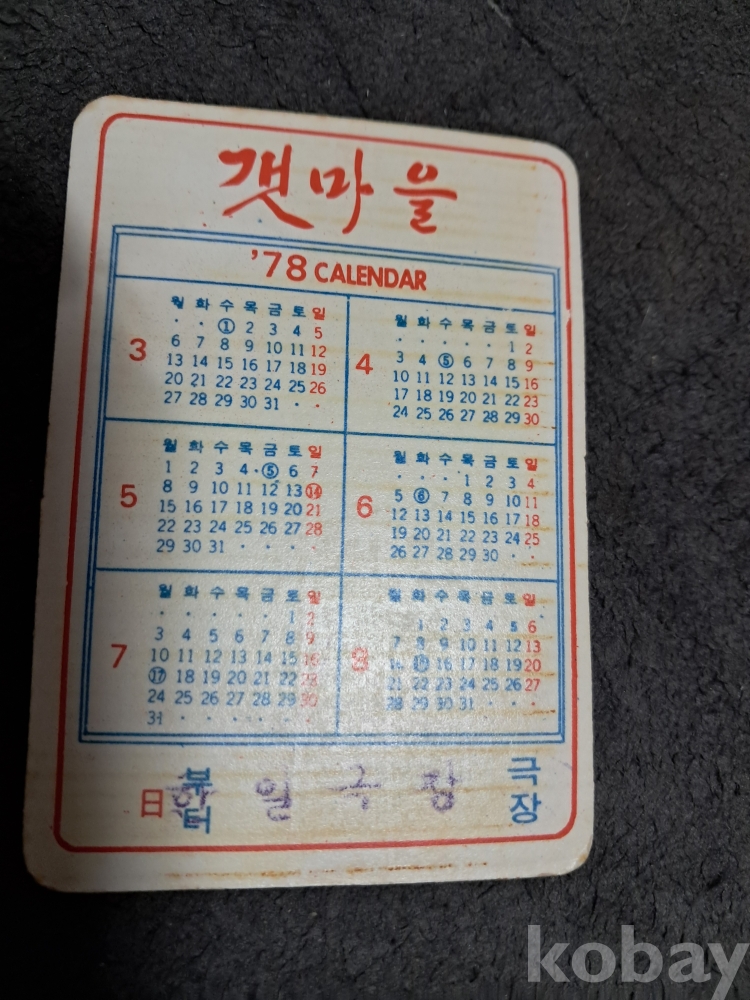 갯마을
'78 CALENDAR
3
월 화 수 목 금 토 일
· · 1 2 3 4 5
6 7 8 9 10 11 12
13 14 15 16 17 18 19
20 21 22 23 24 25 26
27 28 29 30 31 · ·
4
월 화 수 목 금 토 일
· · · · · 1 2
3 4 5 6 7 8 9
10 11 12 13 14 15 16
17 18 19 20 21 22 23
24 25 26 27 28 29 30
5
월 화 수 목 금 토 일
1 2 3 4 5 6 7
8 9 10 11 12 13 14
15 16 17 18 19 20 21
22 23 24 25 26 27 28
29 30 31 · · · ·
6
월 화 수 목 금 토 일
· · · 1 2 3 4
5 6 7 8 9 10 11
12 13 14 15 16 17 18
19 20 21 22 23 24 25
26 27 28 29 30 · ·
7
월 화 수 목 금 토 일
· · · · · 1 2
3 4 5 6 7 8 9
10 11 12 13 14 15 16
17 18 19 20 21 22 23
24 25 26 27 28 29 30
31 · · · · · ·
8
월 화 수 목 금 토 일
· 1 2 3 4 5 6
7 8 9 10 11 12 13
14 15 16 17 18 19 20
21 22 23 24 25 26 27
28 29 30 31 · · ·
日 부터 극장
일 극 장
kobay